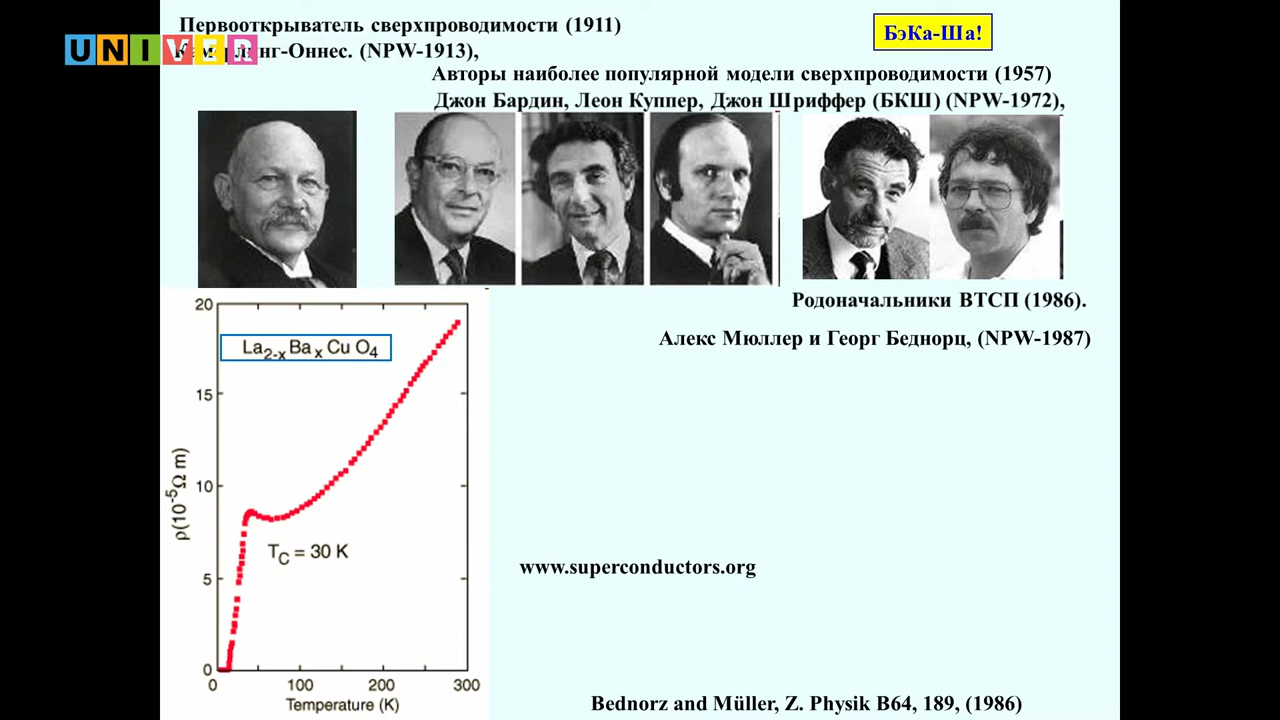 Первооткрыватель сверхпроводимости (1911)
БэКа-Ша!
UNIVER
Оннес. (NPW-1913),
Авторы наиболее популярной модели сверхпроводимости (1957)
Джон Бардин, Леон Куппер, Джон Шриффер (БКШ) (NPW-1972),
Родоначальники ВТСП (1986).
Алекс Мюллер и Георг Беднорц, (NPW-1987)
20
La2-x Bax Cu O4
15
10
ρ(10-5Ω m)
TC = 30 K
5
0
0 100 200 300
Temperature (K)
www.superconductors.org
Bednorz and Müller, Z. Physik B64, 189, (1986)